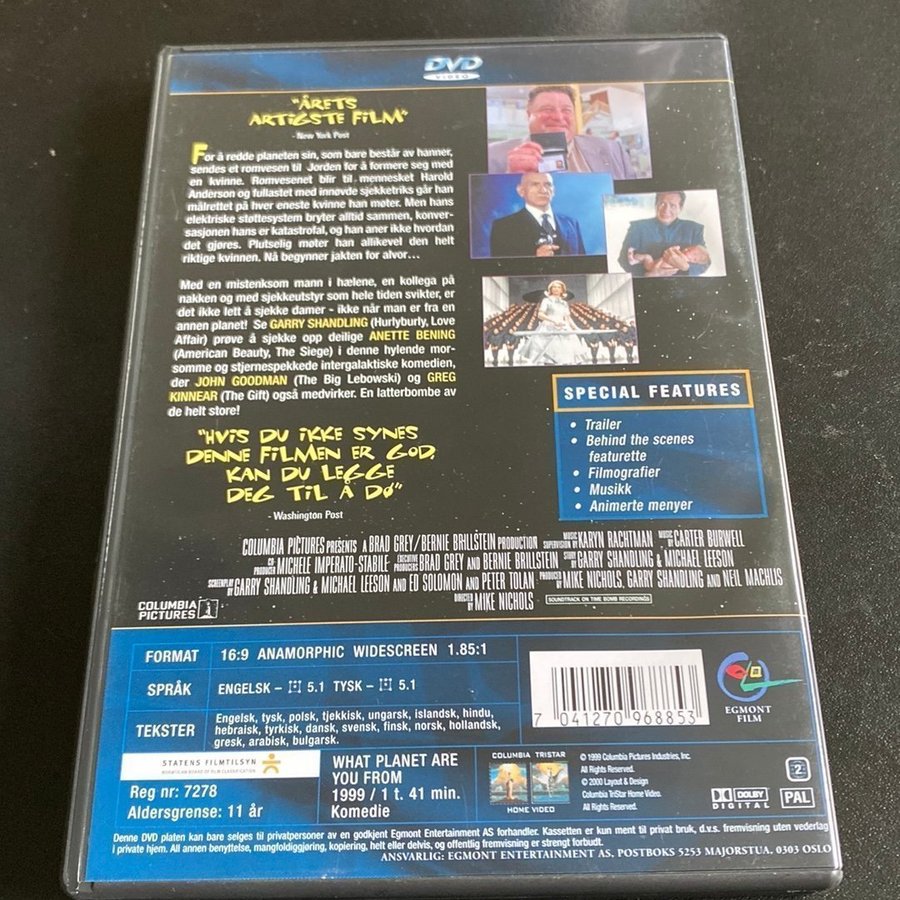 DVD
VIDEO
"ÅRETS
ARTIGSTE FILM"
- New York Post
For å redde planeten sin, som bare består av hanner,
sendes et romvesen til Jorden for å formere seg med
en kvinne. Romvesenet blir til mennesket Harold
Anderson og fullastet med innøvde sjekketriks går han
målrettet på hver eneste kvinne han møter. Men hans
elektriske støttesystem bryter alltid sammen, konver-
sasjonen hans er katastrofal, og han aner ikke hvordan
det gjøres. Plutselig møter han allikevel den helt
riktige kvinnen. Nå begynner jakten for alvor...
Med en mistenksom mann i hælene, en kollega på
nakken og med sjekkeutstyr som hele tiden svikter, er
det ikke lett å sjekke damer - ikke når man er fra en
annen planet! Se GARRY SHANDLING (Hurlyburly, Love
Affair) prøve å sjekke opp deilige ANETTE BENING
(American Beauty, The Siege) i denne hylende mor-
somme og stjernespekkede intergalaktiske komedien,
der JOHN GOODMAN (The Big Lebowski) og GREG
KINNEAR (The Gift) også medvirker. En latterbombe av
de helt store!
"HVIS DU IKKE SYNES
DENNE FILMEN ER GOD,
KAN DU LEGGE
DEG TIL Å DØ"
- Washington Post
SPECIAL FEATURES
• Trailer
• Behind the scenes
featurette
• Filmografier
• Musikk
• Animerte menyer
COLUMBIA PICTURES PRESENTS A BRAD GREY/BERNIE BRILLSTEIN PRODUCTION MUSIC SUPERVISION BY KARYN RACHTMAN MUSIC BY CARTER BURWELL
CO-PRODUCER MICHELE IMPERATO-STABILE EXECUTIVE PRODUCERS BRAD GREY AND BERNIE BRILLSTEIN STORY BY GARRY SHANDLING & MICHAEL LEESON
SCREENPLAY BY GARRY SHANDLING & MICHAEL LEESON AND ED SOLOMON AND PETER TOLAN PRODUCED BY MIKE NICHOLS, GARRY SHANDLING AND NEIL MACHLIS
DIRECTED BY MIKE NICHOLS SOUNDTRACK ON TIME BOMB RECORDINGS
COLUMBIA
PICTURES
FORMAT 16:9 ANAMORPHIC WIDESCREEN 1.85:1
SPRÅK ENGELSK – 5.1 TYSK – 5.1
TEKSTER Engelsk, tysk, polsk, tjekkisk, ungarsk, islandsk, hindu,
hebraisk, tyrkisk, dansk, svensk, finsk, norsk, hollandsk,
gresk, arabisk, bulgarsk.
7 041270 968853
EGMONT
FILM
STATENS FILMTILSYN
NORWEGIAN BOARD OF FILM CLASSIFICATION
Reg nr: 7278
Aldersgrense: 11 år
WHAT PLANET ARE
YOU FROM
1999 / 1 t. 41 min.
Komedie
COLUMBIA TRISTAR
HOME VIDEO
© 1999 Columbia Pictures Industries, Inc.
All Rights Reserved.
© 2000 Layout & Design
Columbia TriStar Home Video.
All Rights Reserved.
2
DOLBY
DIGITAL
PAL
Denne DVD platen kan bare selges til privatpersoner av en godkjent Egmont Entertainment AS forhandler. Kassetten er kun ment til privat bruk, d.v.s. fremvisning uten vederlag
i private hjem. All annen benyttelse, mangfoldiggjøring, kopiering, helt eller delvis, og offentlig fremvisning er strengt forbudt.
ANSVARLIG: EGMONT ENTERTAINMENT AS. POSTBOKS 5253 MAJORSTUA. 0303 OSLO